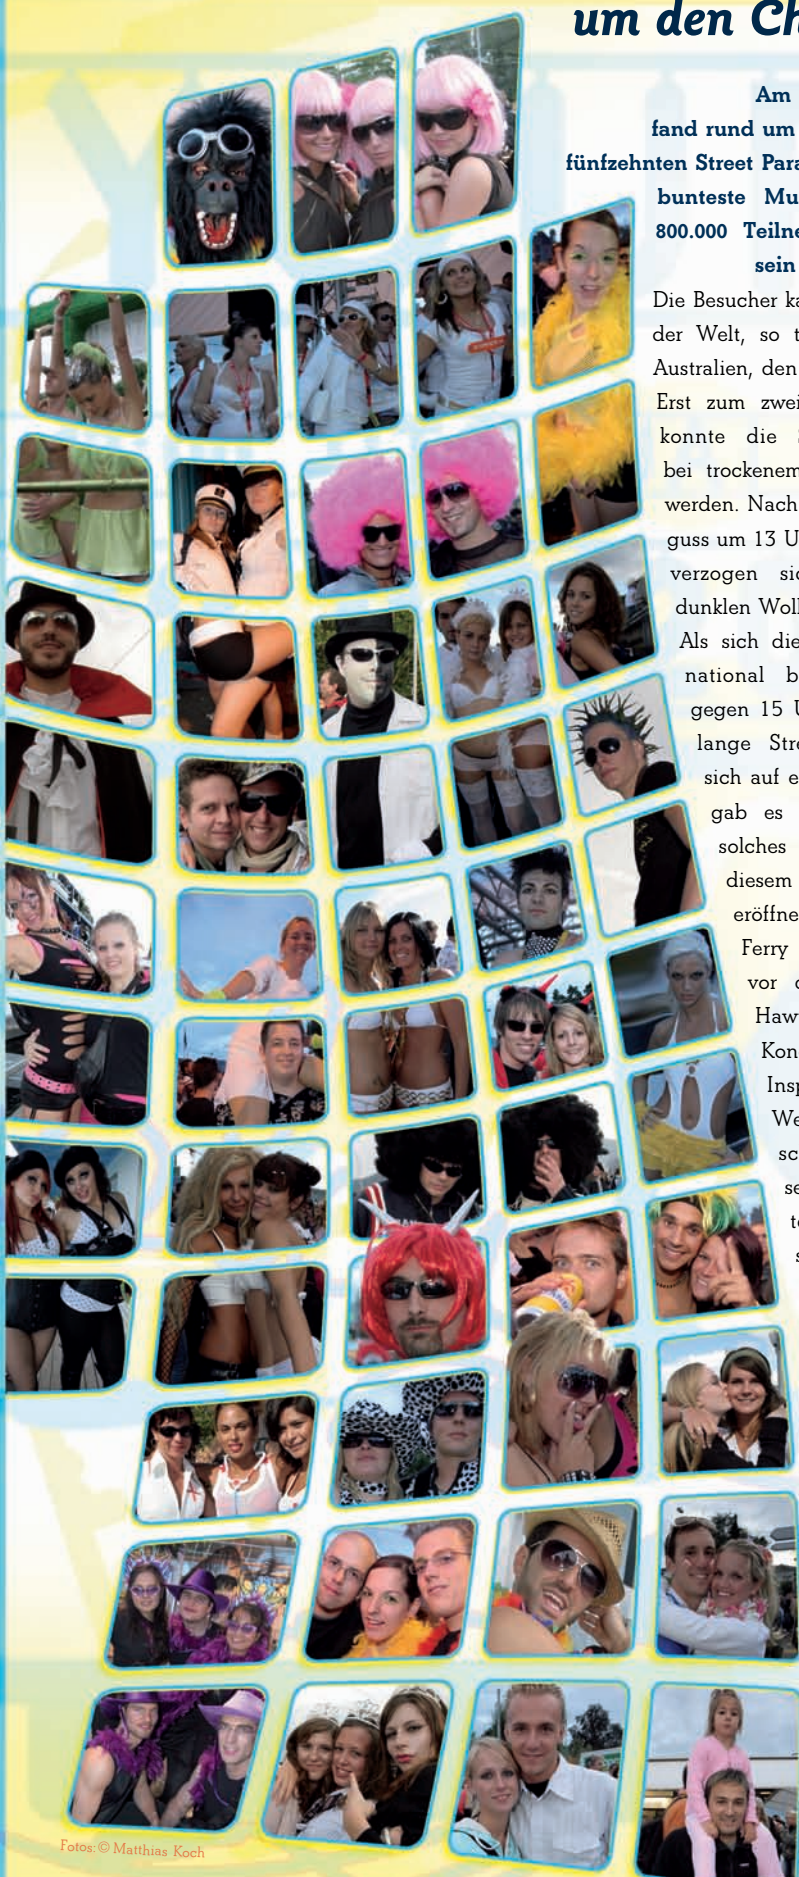 um den Ch
Am
fand rund um
fünfzehnten Street Para
bunteste Mu
800.000 Teilne
sein
Die Besucher ka
der Welt, so t
Australien, den
Erst zum zwei
konnte die S
bei trockenem
werden. Nach
guss um 13 U
verzogen sic
dunklen Woll
Als sich die
national b
gegen 15 U
lange Stre
sich auf e
gab es
solches
diesem
eröffne
Ferry
vor d
Haw
Kon
Insp
We
sc
se
te
s
Fotos: © Matthias Koch